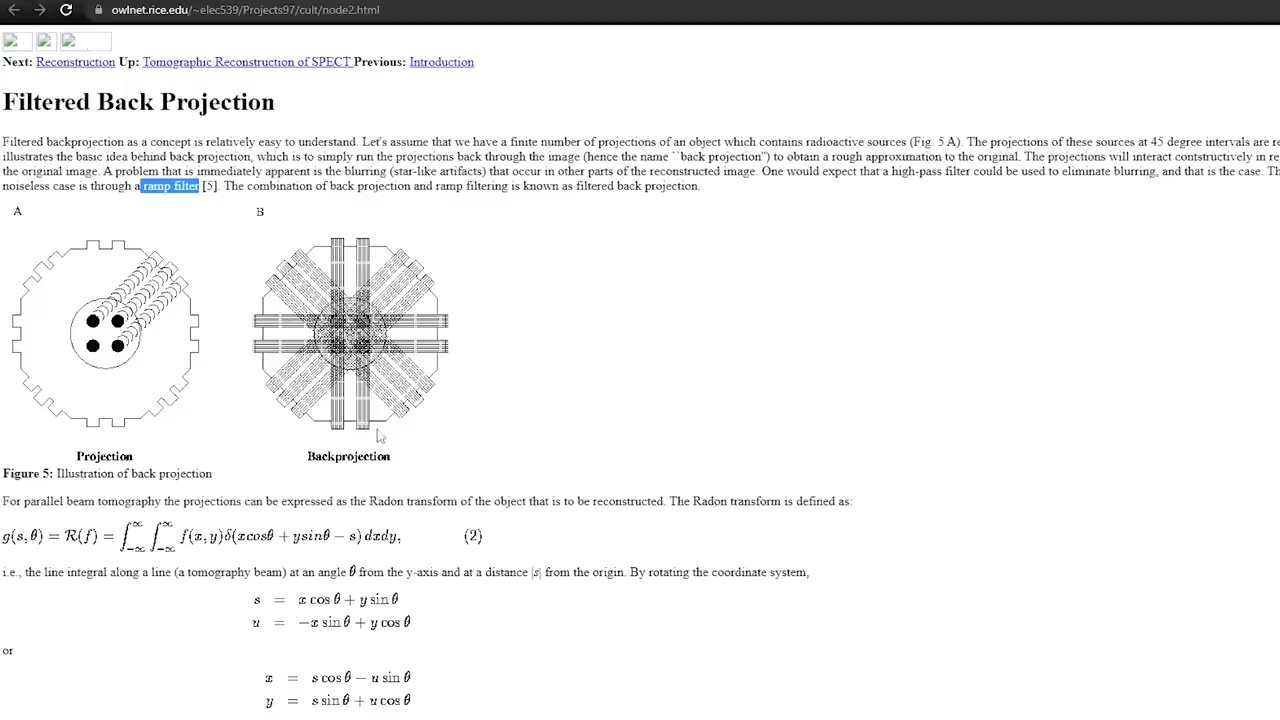 owlnet.rice.edu/~elec539/Projects97/cult/node2.html
Next: Reconstruction Up: Tomographic Reconstruction of SPECT Previous: Introduction
Filtered Back Projection
Filtered backprojection as a concept is relatively easy to understand. Let's assume that we have a finite number of projections of an object which contains radioactive sources (Fig. 5 A). The projections of these sources at 45 degree intervals are re
illustrates the basic idea behind back projection, which is to simply run the projections back through the image (hence the name ``back projection'') to obtain a rough approximation to the original. The projections will interact contstructively in re
the original image. A problem that is immediately apparent is the blurring (star-like artifacts) that occur in other parts of the reconstructed image. One would expect that a high-pass filter could be used to eliminate blurring, and that is the case. Th
noiseless case is through a ramp filter [5]. The combination of back projection and ramp filtering is known as filtered back projection.
A B
Projection Backprojection
Figure 5: Illustration of back projection
For parallel beam tomography the projections can be expressed as the Radon transform of the object that is to be reconstructed. The Radon transform is defined as:
g(s, θ) = R(f) = ∫_{-∞}^{∞} ∫_{-∞}^{∞} f(x, y)δ(xcosθ + ysinθ − s) dxdy, (2)
i.e., the line integral along a line (a tomography beam) at an angle θ from the y-axis and at a distance |s| from the origin. By rotating the coordinate system,
s = x cos θ + y sin θ
u = −x sin θ + y cos θ
or
x = s cos θ − u sin θ
y = s sin θ + u cos θ